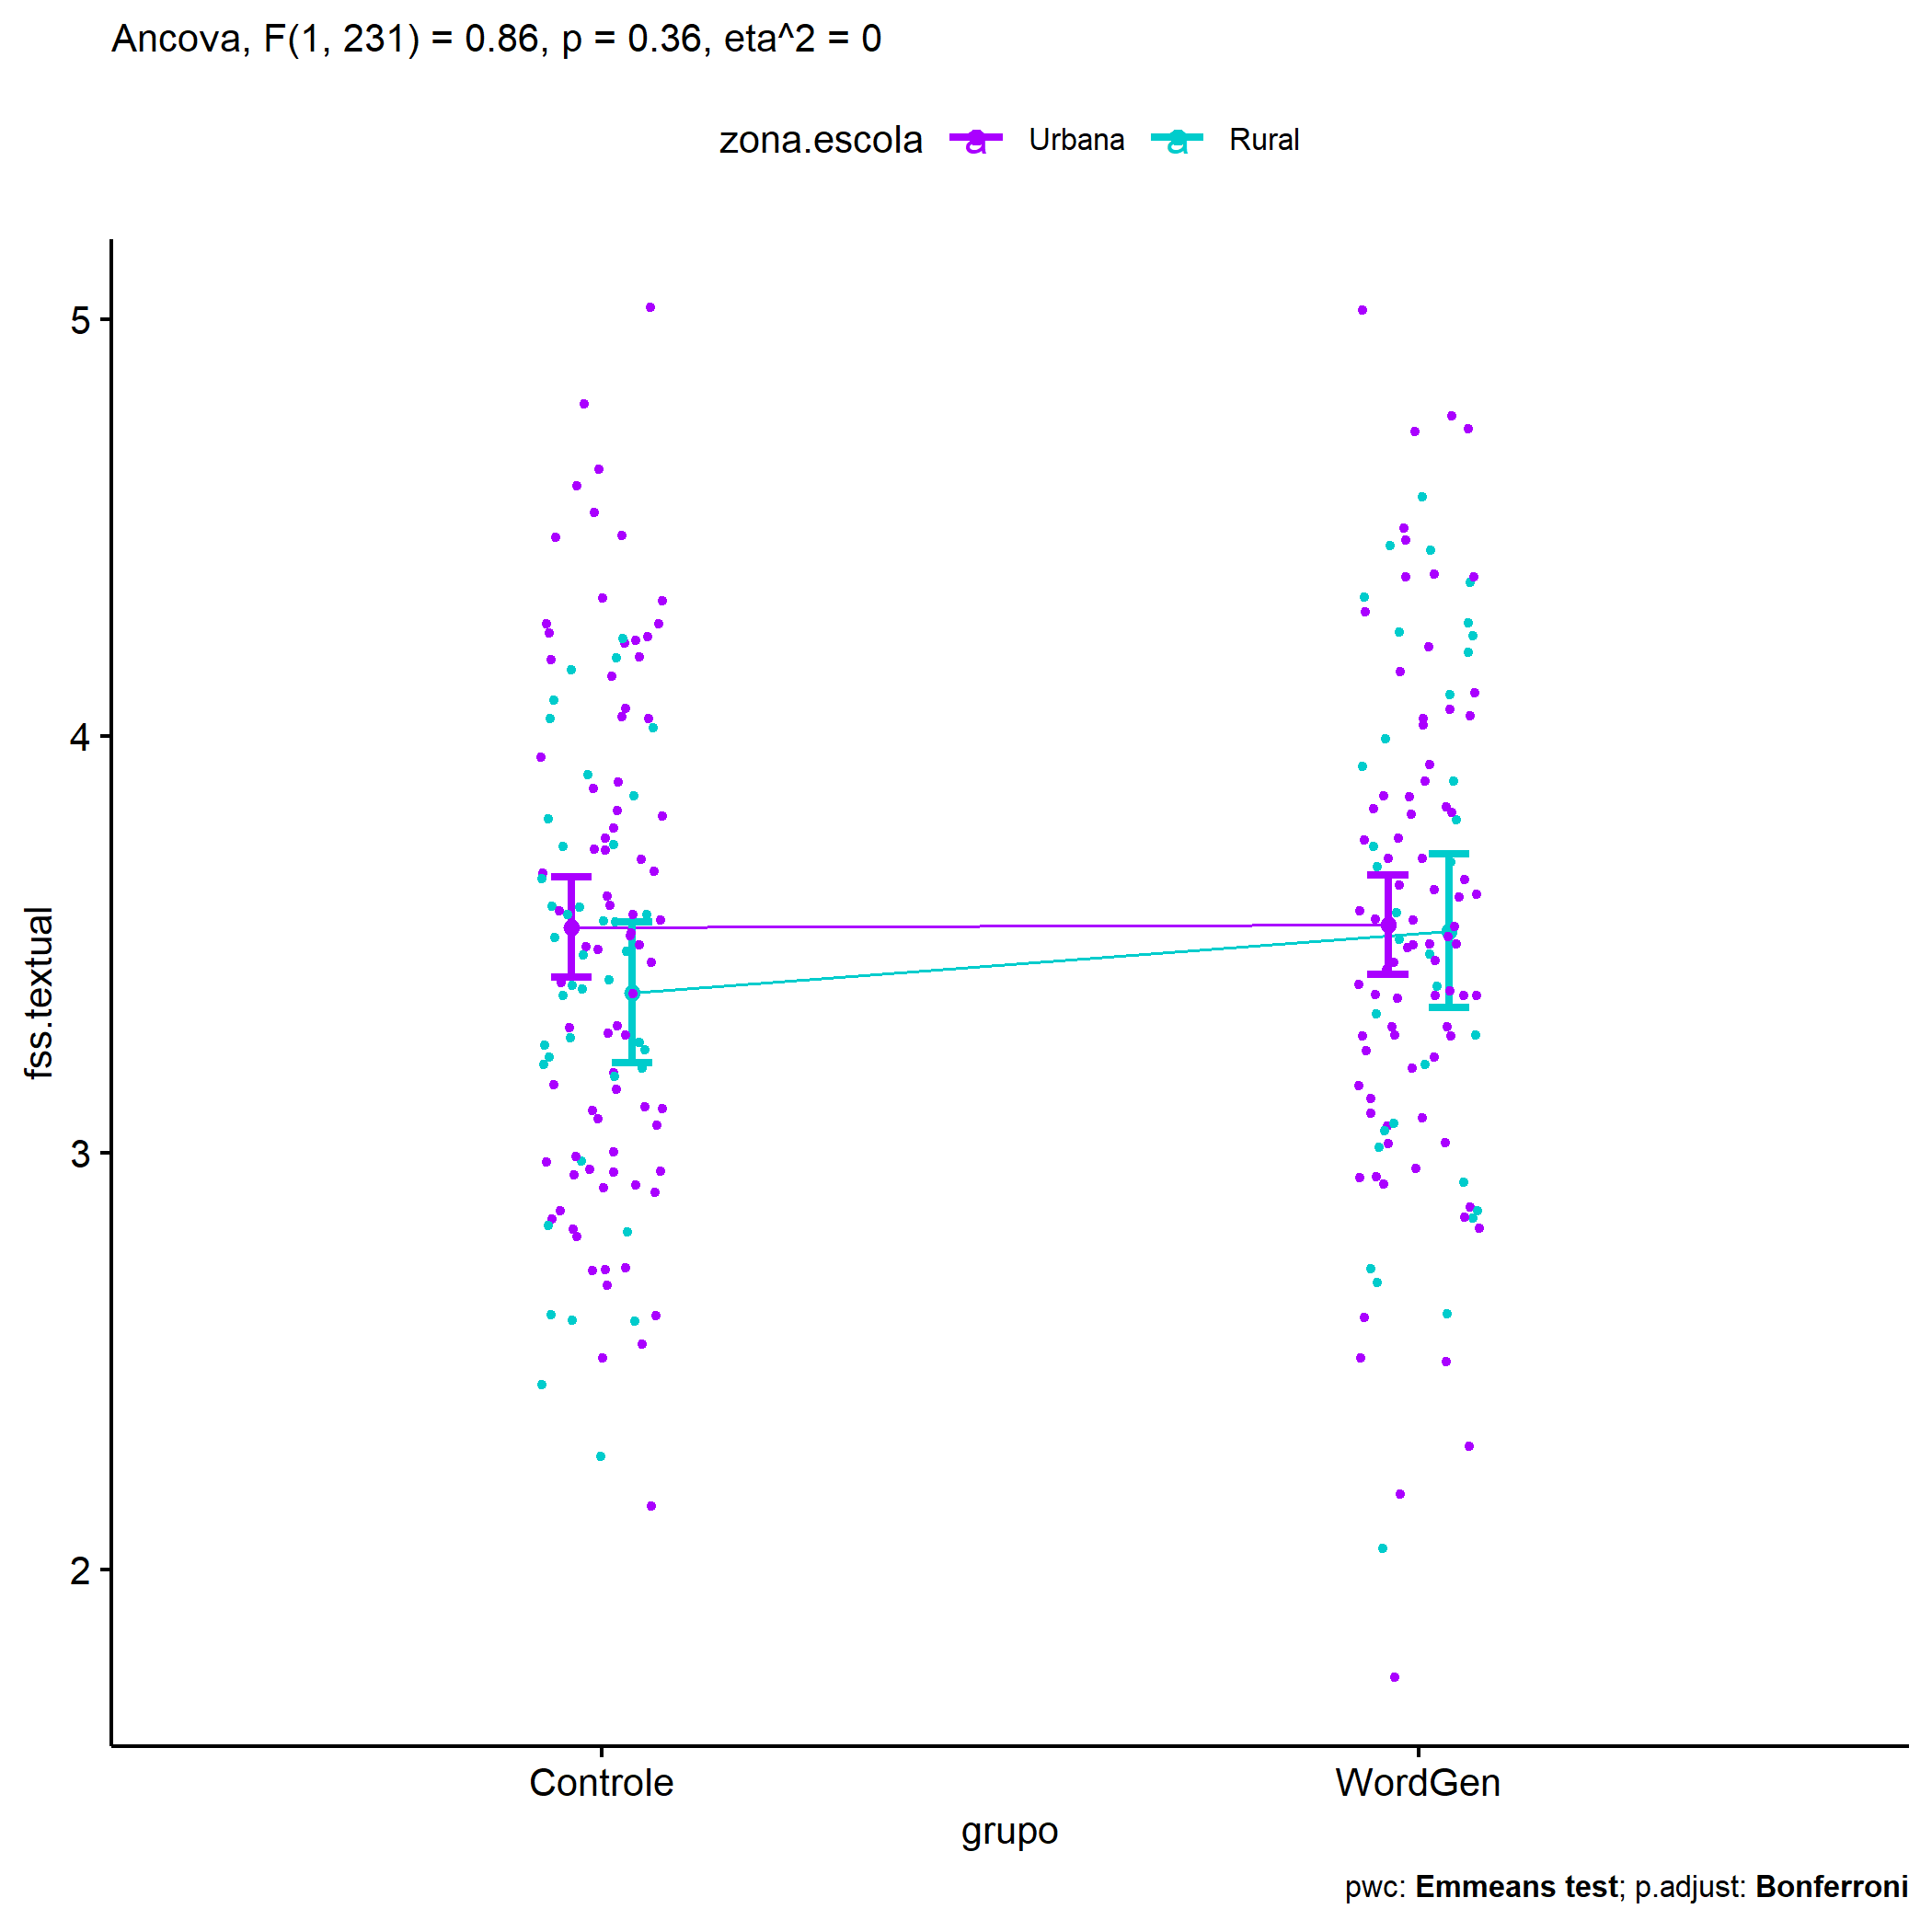 Ancova, F(1, 231) = 0.86, p = 0.36, eta^2 = 0
zona.escola a Urbana a Rural
5
4
3
2
fss.textual
Controle WordGen
grupo
pwc: Emmeans test; p.adjust: Bonferroni